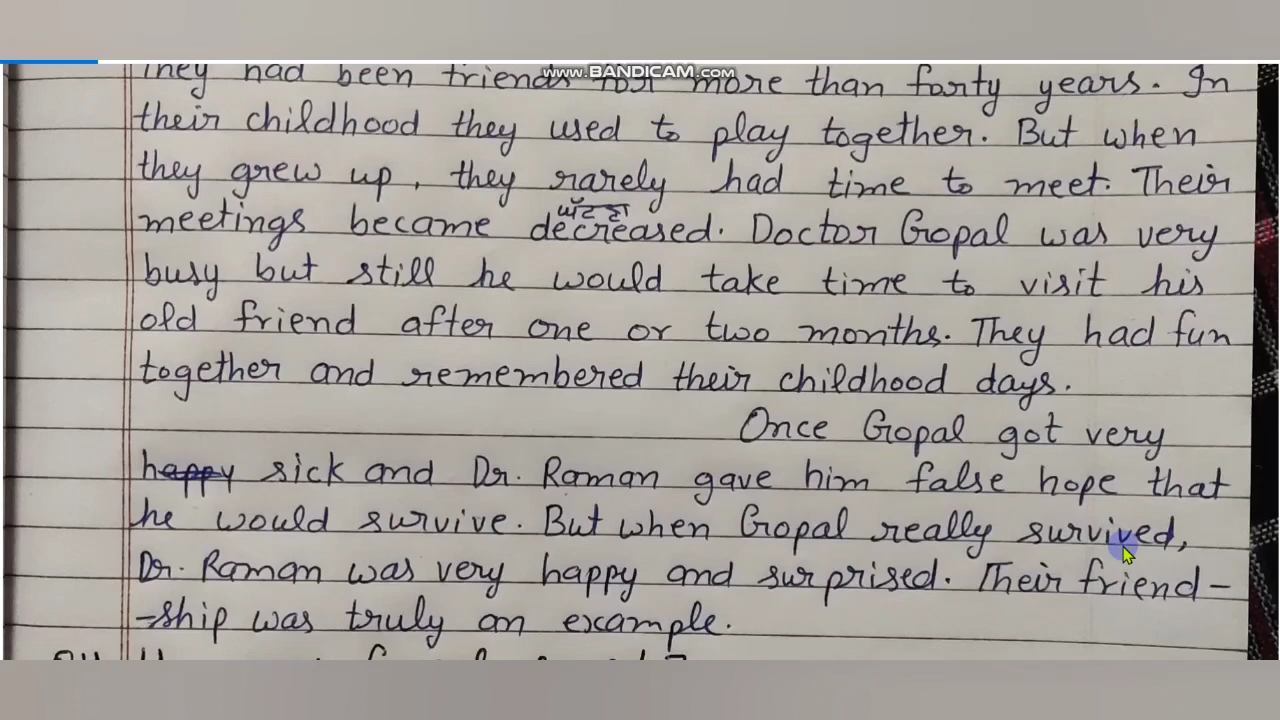 WWW.BANDICAM.COM
They had been friends for more than farty years. In
their childhood they used to play together. But when
they grew up, they rarely had time to meet. Their
meetings became decreased. Doctor Gopal was very
busy but still he would take time to visit his
old friend after one or two months. They had fun
together and remembered their childhood days.
Once Gopal got very
happy sick and Dr. Raman gave him false hope that
he would survive. But when Gopal really survived,
Dr. Raman was very happy and surprised. Their friend-
-ship was truly an example.